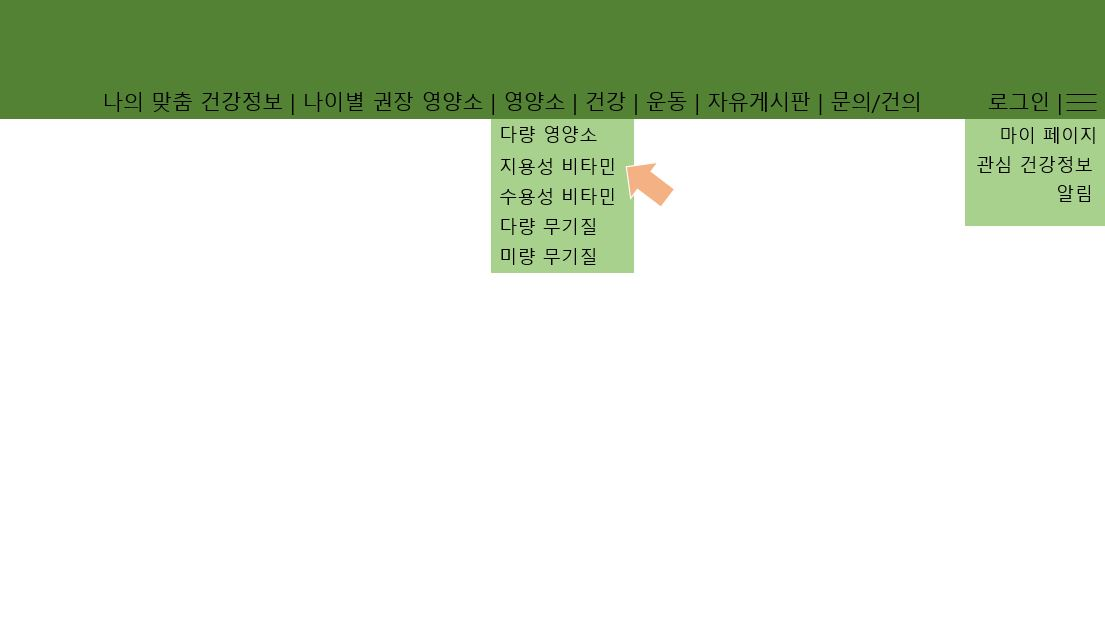 나의 맞춤 건강정보 | 나이별 권장 영양소 | 영양소 | 건강 | 운동 | 자유게시판 | 문의/건의
로그인 |
다량 영양소
지용성 비타민
수용성 비타민
다량 무기질
미량 무기질
마이 페이지
관심 건강정보
알림